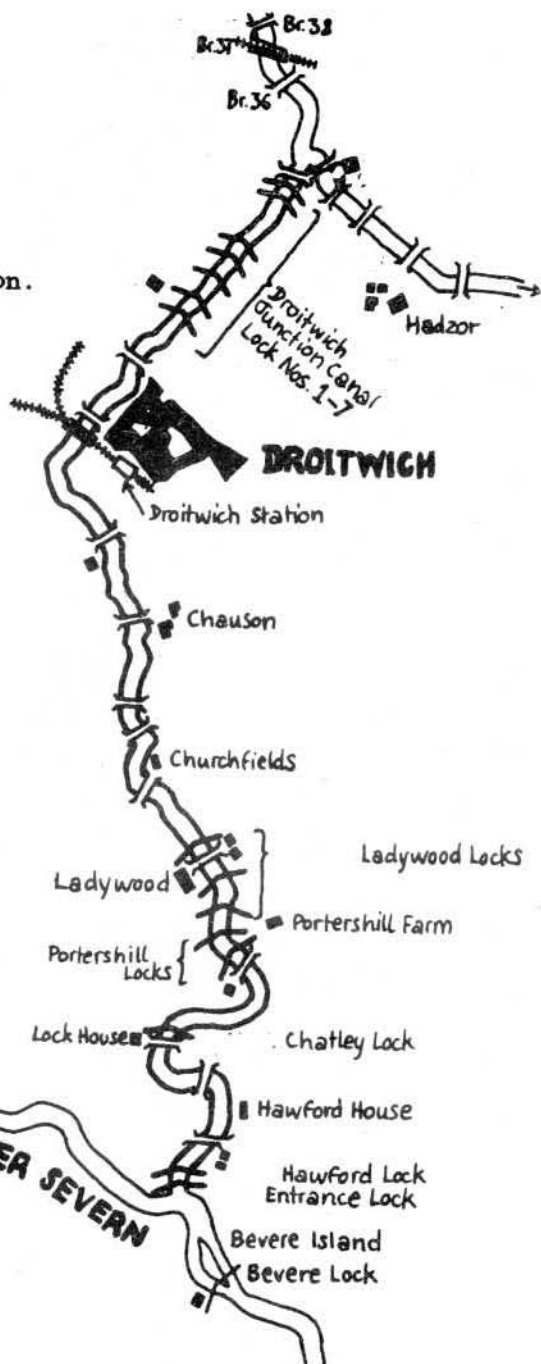 Br.38
Br.37
Br.36
on.
Droitwich
Junction Canal
Lock Nos. 1-7
Hadzor
DROITWICH
Droitwich Station
Chauson
Churchfields
Ladywood Locks
Ladywood
Portershill Farm
Portershill
Locks
Lock House
Chatley Lock
Hawford House
ER SEVERN
Hawford Lock
Entrance Lock
Bevere Island
Bevere Lock